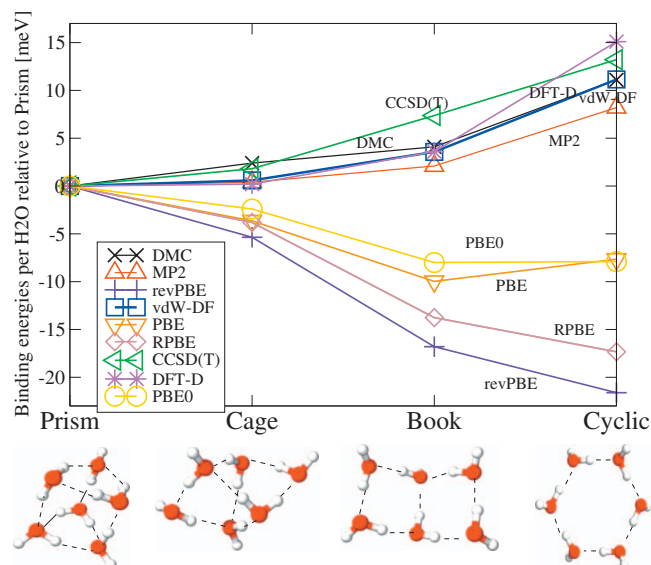 Binding energies per H2O relative to Prism [meV]
15
10
5
0
-5
-10
-15
-20
CCSD(T)
DMC
DFT-D
vdW-DF
MP2
PBE0
PBE
RPBE
revPBE
DMC
MP2
revPBE
vdW-DF
PBE
RPBE
CCSD(T)
DFT-D
PBE0
Prism Cage Book Cyclic